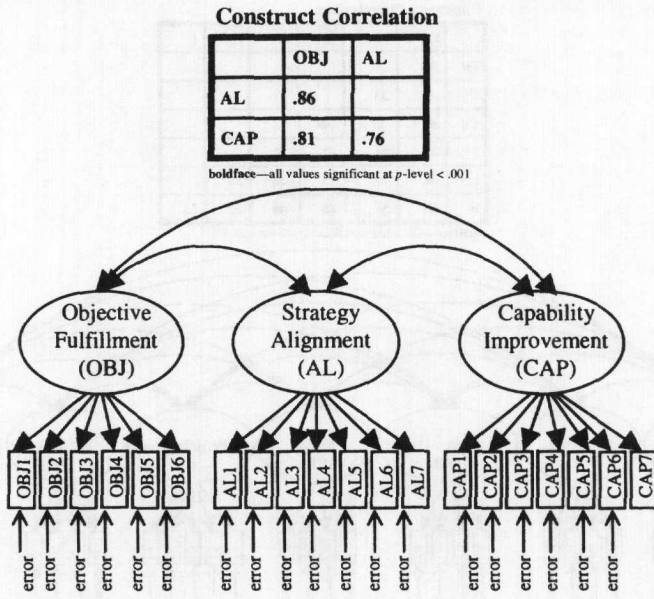 Construct Correlation
OBJ AL
AL .86
CAP .81 .76
boldface—all values significant at p-level < .001
Objective Fulfillment (OBJ)
Strategy Alignment (AL)
Capability Improvement (CAP)
OBJ1 OBJ2 OBJ3 OBJ4 OBJ5 OBJ6
AL1 AL2 AL3 AL4 AL5 AL6 AL7
CAP1 CAP2 CAP3 CAP4 CAP5 CAP6 CAP7
error error error error error error
error error error error error error error
error error error error error error